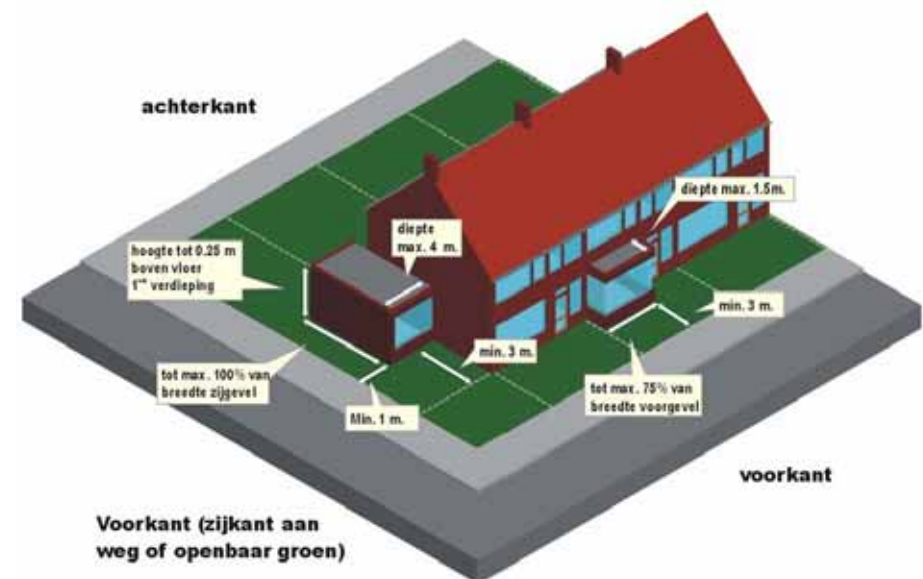 achterkant
diepte max. 1.5m.
diepte
max. 4 m.
hoogte tot 0.25 m
boven vloer
1ste verdieping
min. 3 m.
min. 3 m.
tot max. 100% van
breedte zijgevel
Min. 1 m.
tot max. 75% van
breedte voorgevel
voorkant
Voorkant (zijkant aan
weg of openbaar groen)